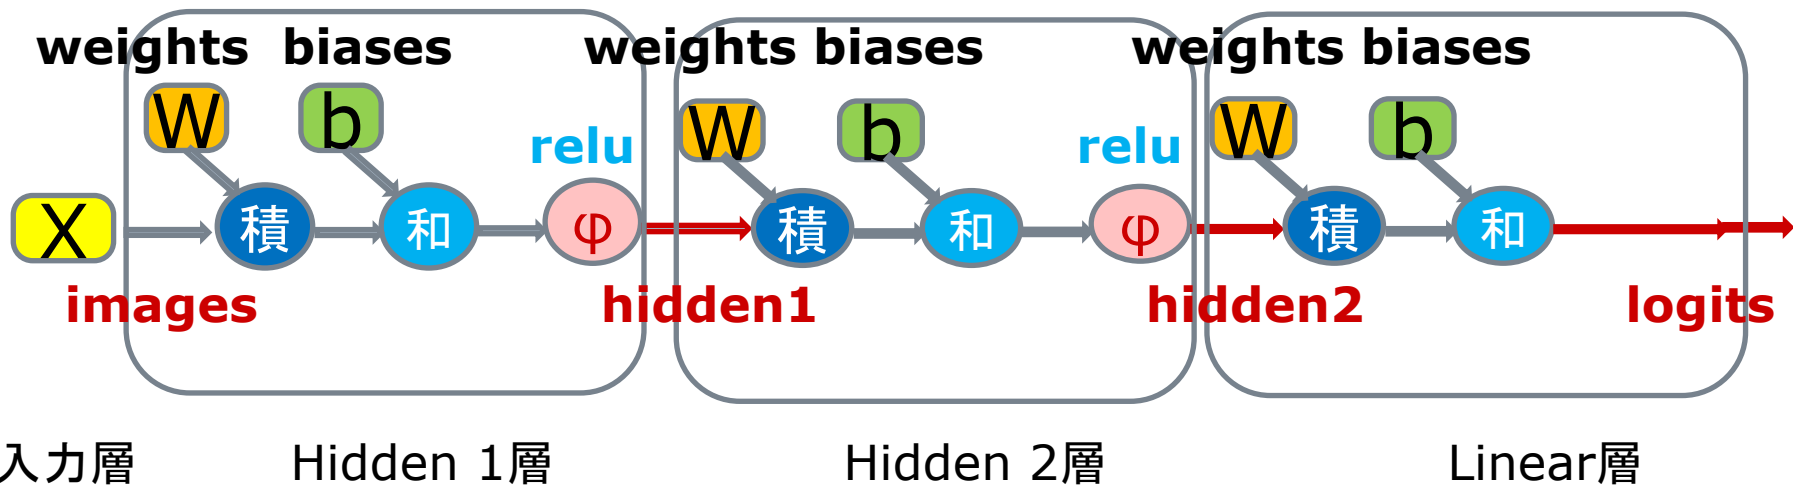 weights biases weights biases weights biases
W b W b W b
relu relu
X 積 和 φ 積 和 φ 積 和
images hidden1 hidden2 logits
入力層 Hidden 1層 Hidden 2層 Linear層